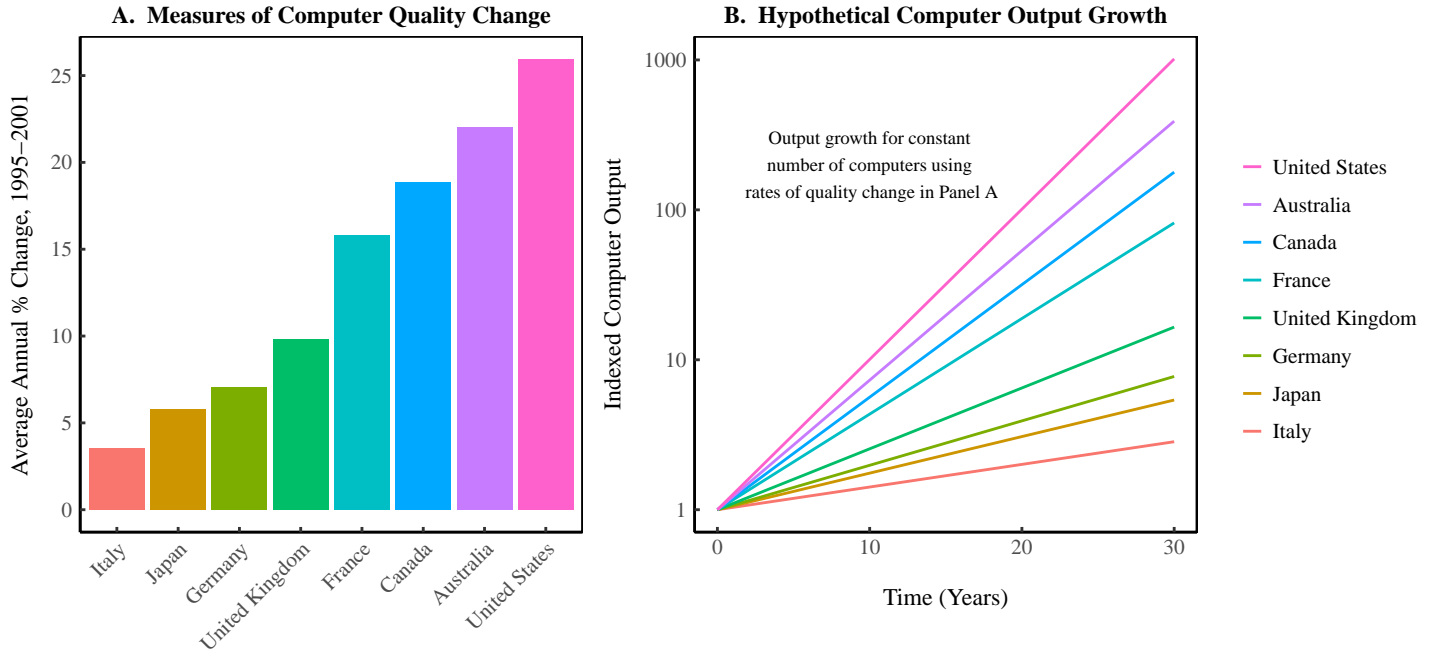 A. Measures of Computer Quality Change
Average Annual % Change, 1995−2001
25
20
15
10
5
0
Italy
Japan
Germany
United Kingdom
France
Canada
Australia
United States
B. Hypothetical Computer Output Growth
Indexed Computer Output
1000
100
10
1
Output growth for constant
number of computers using
rates of quality change in Panel A
0
10
20
30
Time (Years)
United States
Australia
Canada
France
United Kingdom
Germany
Japan
Italy